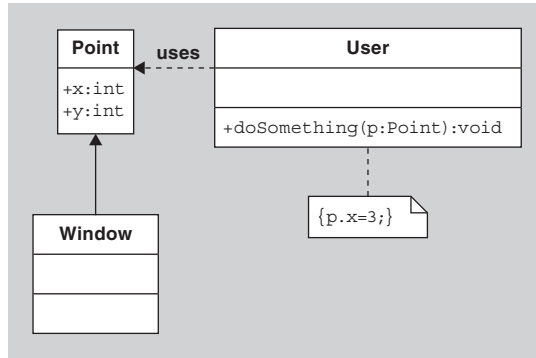 Point
+x:int
+y:int
uses
User
+doSomething(p:Point):void
{p.x=3;}
Window